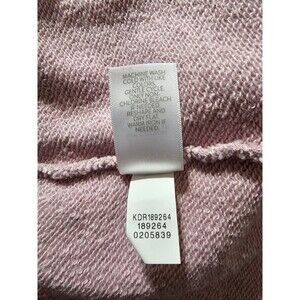 MACHINE WASH
COLD WITH LIKE
COLORS,
GENTLE CYCLE.
ONLY NON-
CHLORINE BLEACH
IF NEEDED.
RESHAPE AND
DRY FLAT.
WARM IRON IF
NEEDED.
KDR189264
189264
0205839